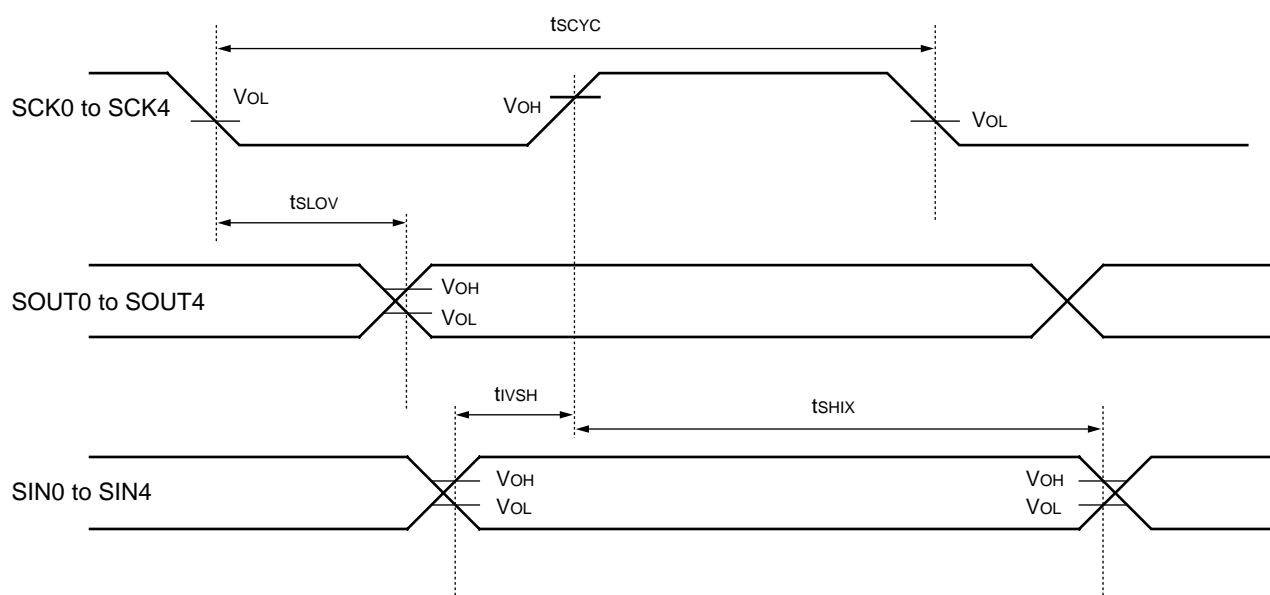 tSCYC
SCK0 to SCK4
VOL
VOH
VOL
tSLOV
SOUT0 to SOUT4
VOH
VOL
tIVSH
tSHIX
SIN0 to SIN4
VOH
VOH
VOL
VOL